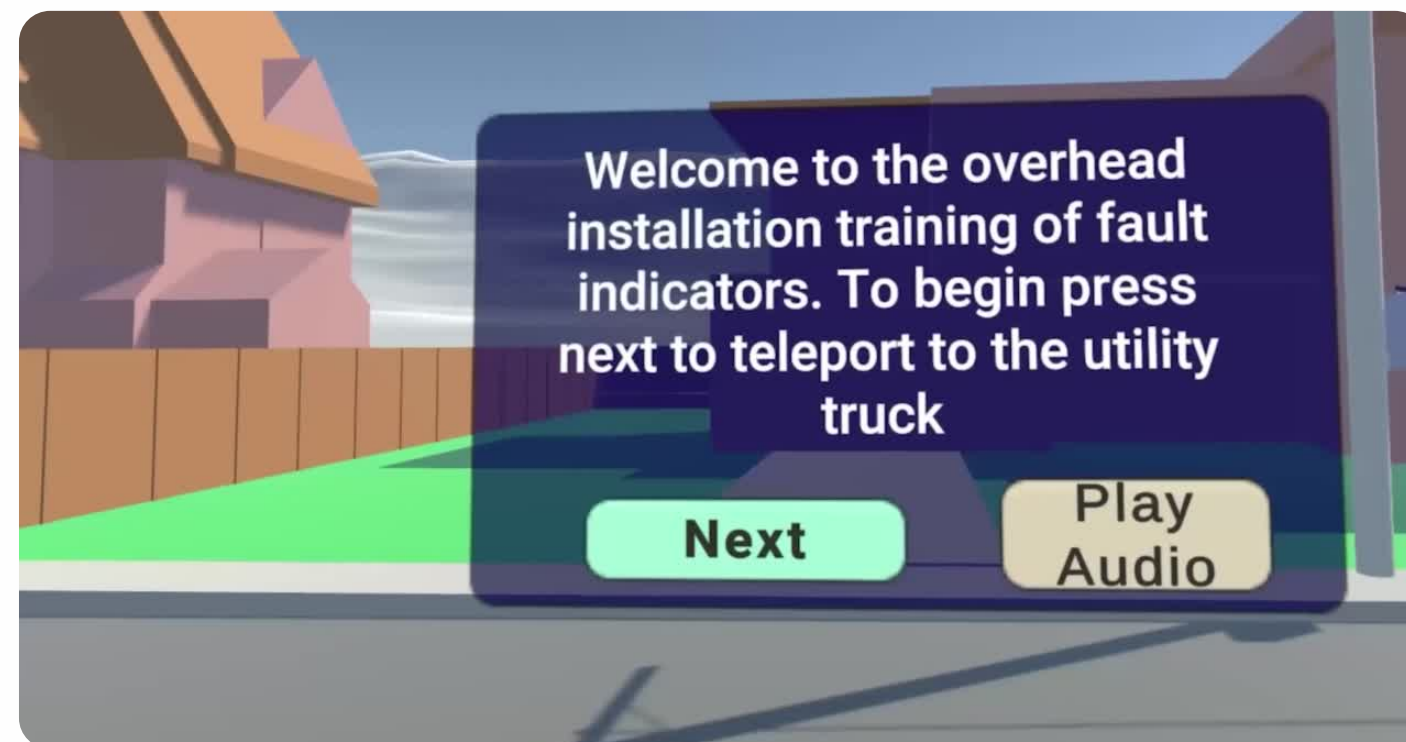 Welcome to the overhead
installation training of fault
indicators. To begin press
next to teleport to the utility
truck
Next
Play
Audio